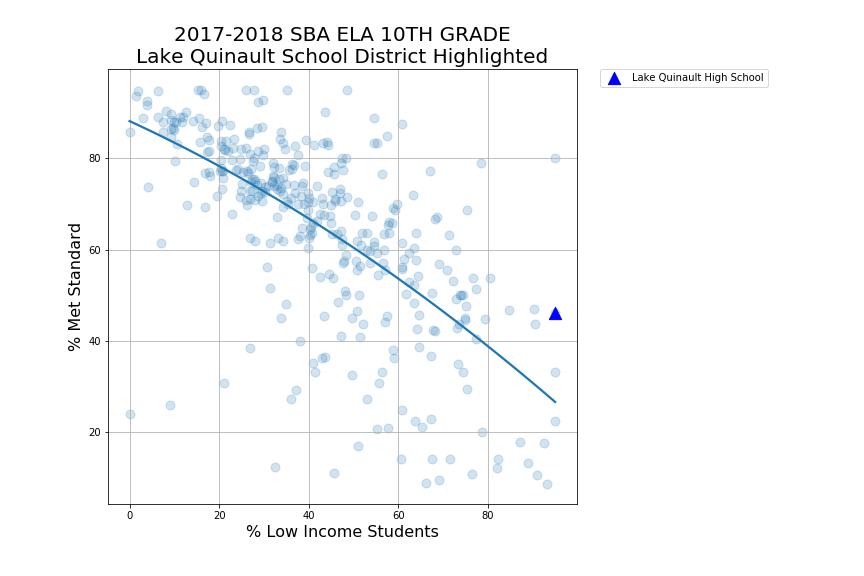 2017-2018 SBA ELA 10TH GRADE
Lake Quinault School District Highlighted
Lake Quinault High School
% Met Standard
80
60
40
20
0
20
40
60
80
% Low Income Students